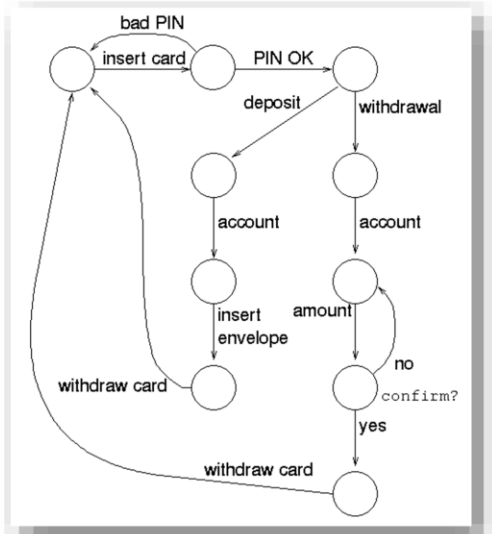 bad PIN
insert card
PIN OK
deposit
withdrawal
account
account
insert
envelope
amount
no
withdraw card
confirm?
yes
withdraw card